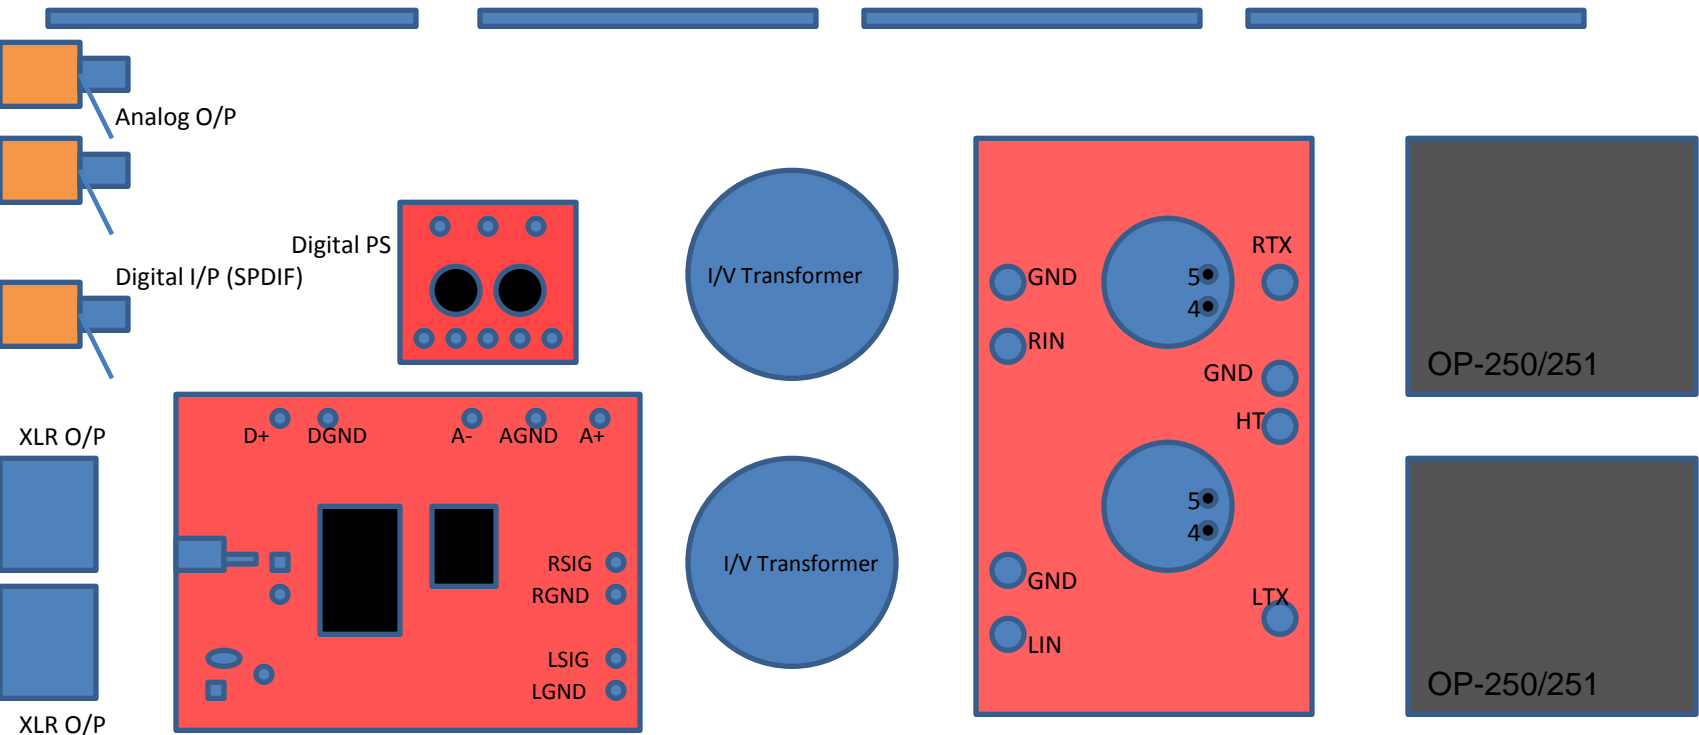 Analog O/P
Digital PS
Digital I/P (SPDIF)
XLR O/P
XLR O/P
D+ DGND A- AGND A+
RSIG
RGND
LSIG
LGND
I/V Transformer
I/V Transformer
GND
RIN
5
4
RTX
GND
HT
5
4
GND
LIN
LTX
OP-250/251
OP-250/251